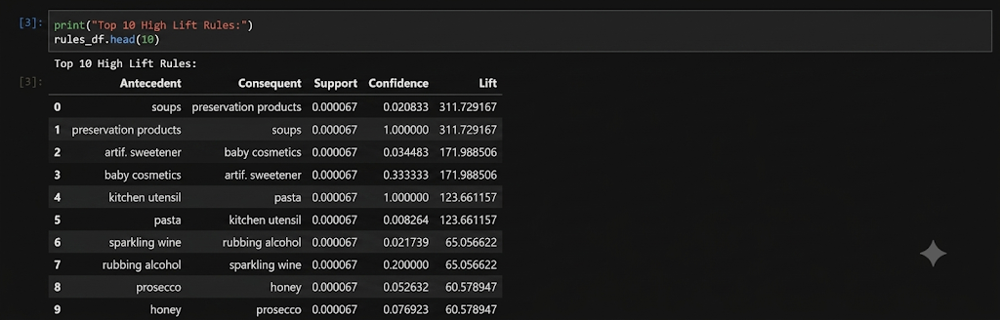 [3]: print("Top 10 High Lift Rules:")
rules_df.head(10)
Top 10 High Lift Rules:
[3]: Antecedent Consequent Support Confidence Lift
0 soups preservation products 0.000067 0.020833 311.729167
1 preservation products soups 0.000067 1.000000 311.729167
2 artif. sweetener baby cosmetics 0.000067 0.034483 171.988506
3 baby cosmetics artif. sweetener 0.000067 0.333333 171.988506
4 kitchen utensil pasta 0.000067 1.000000 123.661157
5 pasta kitchen utensil 0.000067 0.008264 123.661157
6 sparkling wine rubbing alcohol 0.000067 0.021739 65.056622
7 rubbing alcohol sparkling wine 0.000067 0.200000 65.056622
8 prosecco honey 0.000067 0.052632 60.578947
9 honey prosecco 0.000067 0.076923 60.578947